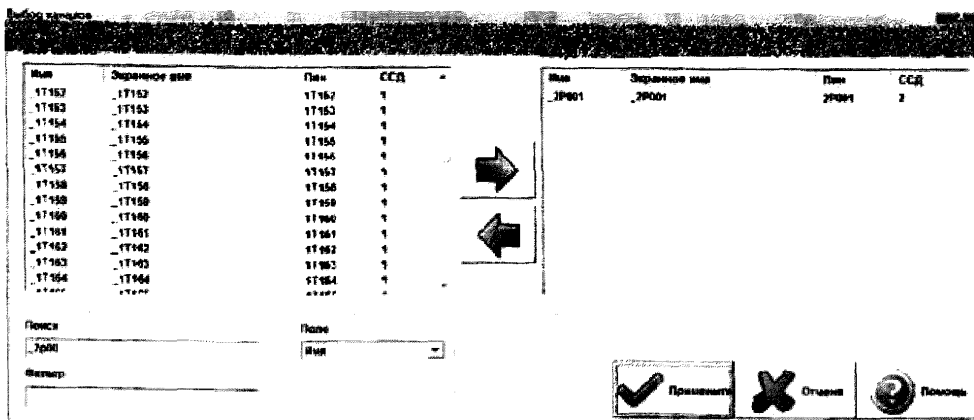 Выбор каналов
Имя Экранное имя Пин ССД
_1T152 _1T152 1T152 1
_1T153 _1T153 1T153 1
_1T154 _1T154 1T154 1
_1T155 _1T155 1T155 1
_1T156 _1T156 1T156 1
_1T157 _1T157 1T157 1
_1T158 _1T158 1T158 1
_1T159 _1T159 1T159 1
_1T160 _1T160 1T160 1
_1T161 _1T161 1T161 1
_1T162 _1T162 1T162 1
_1T163 _1T163 1T163 1
_1T164 _1T164 1T164 1
Имя Экранное имя Пин ССД
_2P001 _2P001 2P001 2
Поиск
_2p00
Поле
Имя
Фильтр
Применить
Отмена
Помощь